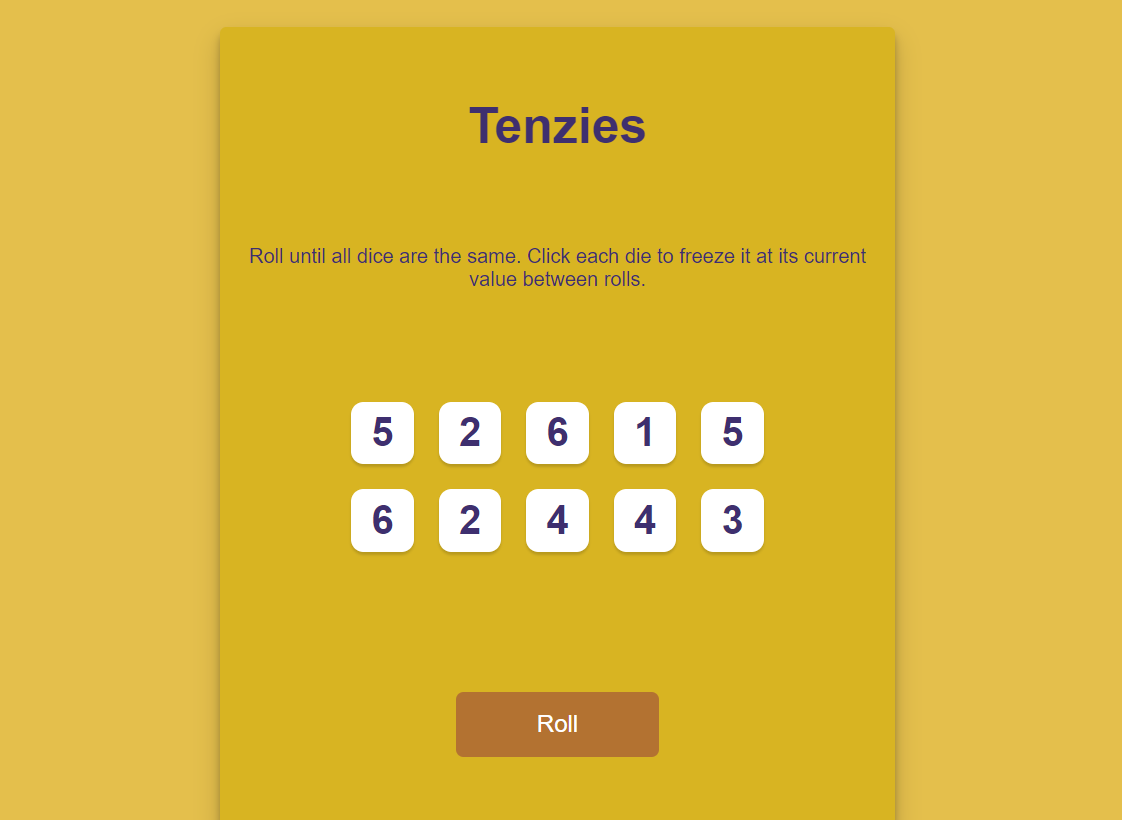 Tenzies
Roll until all dice are the same. Click each die to freeze it at its current
value between rolls.
5 2 6 1 5
6 2 4 4 3
Roll